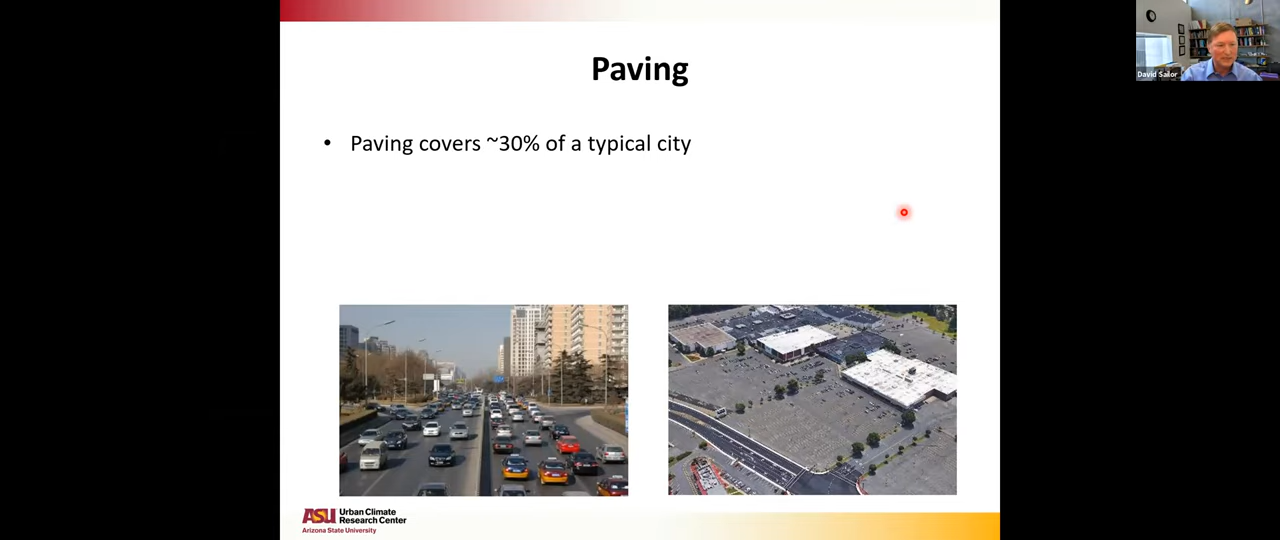 Paving
• Paving covers ~30% of a typical city
David Sailor
ASU Urban Climate
Research Center
Arizona State University